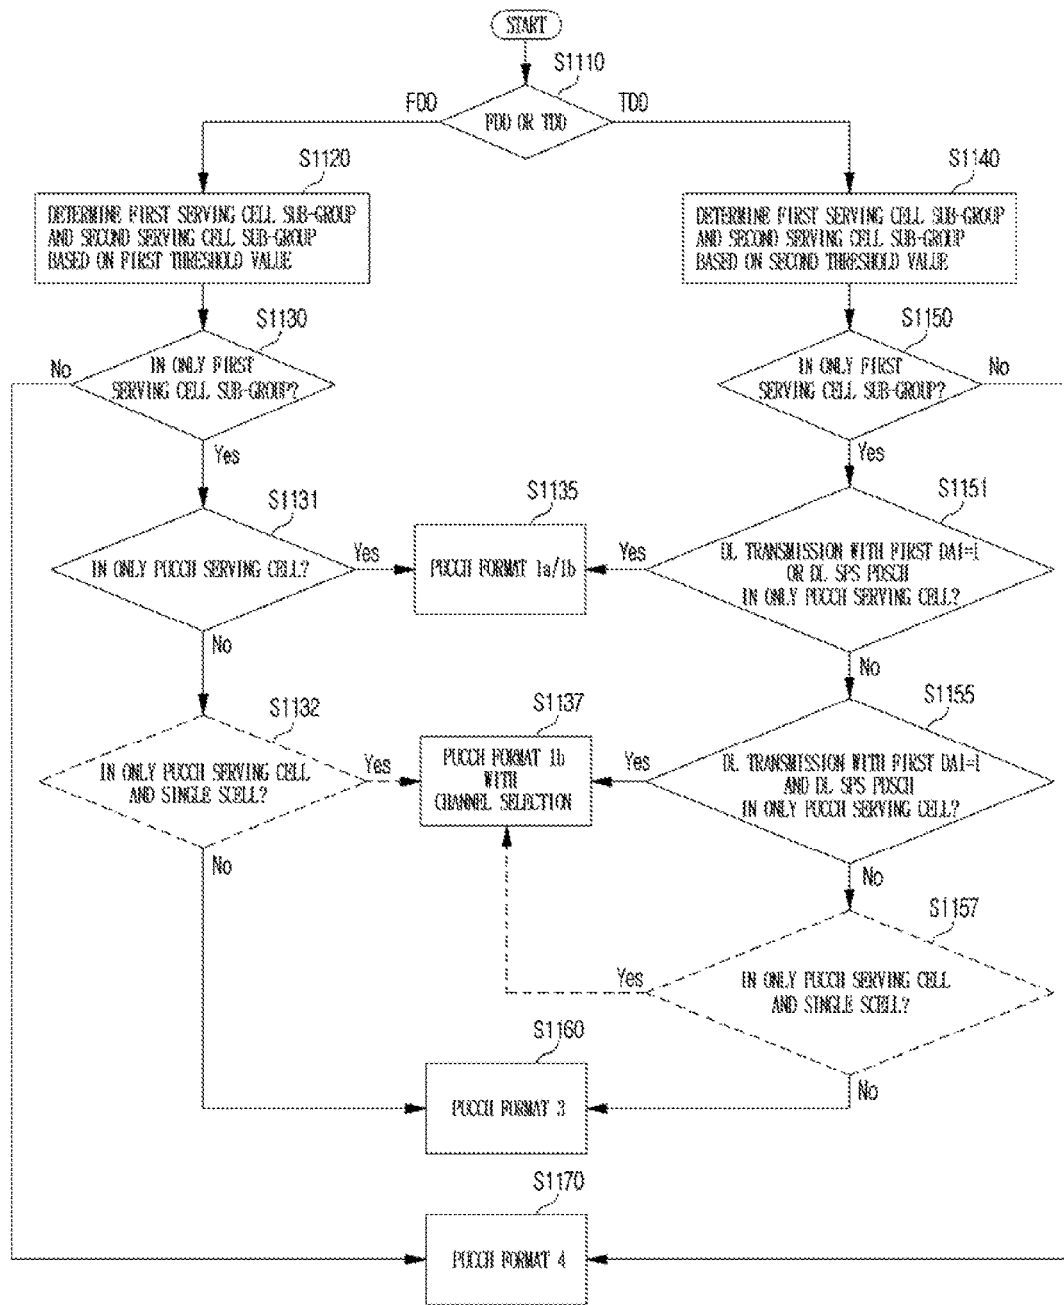 START
S1110
FDD
TDD
FDD OR TDD
S1120
DETERMINE FIRST SERVING CELL SUB-GROUP
AND SECOND SERVING CELL SUB-GROUP
BASED ON FIRST THRESHOLD VALUE
S1140
DETERMINE FIRST SERVING CELL SUB-GROUP
AND SECOND SERVING CELL SUB-GROUP
BASED ON SECOND THRESHOLD VALUE
S1130
No
IN ONLY FIRST
SERVING CELL SUB-GROUP?
Yes
S1150
IN ONLY FIRST
SERVING CELL SUB-GROUP?
No
Yes
S1131
IN ONLY PUCCH SERVING CELL?
Yes
No
S1135
PUCCH FORMAT 1a/1b
S1151
Yes
DL TRANSMISSION WITH FIRST DAI=1
OR DL SPS PDSCH
IN ONLY PUCCH SERVING CELL?
No
S1132
IN ONLY PUCCH SERVING CELL
AND SINGLE SCELL?
Yes
No
S1137
PUCCH FORMAT 1b
WITH
CHANNEL SELECTION
S1155
Yes
DL TRANSMISSION WITH FIRST DAI=1
AND DL SPS PDSCH
IN ONLY PUCCH SERVING CELL?
No
S1157
Yes
IN ONLY PUCCH SERVING CELL
AND SINGLE SCELL?
No
S1160
PUCCH FORMAT 3
S1170
PUCCH FORMAT 4